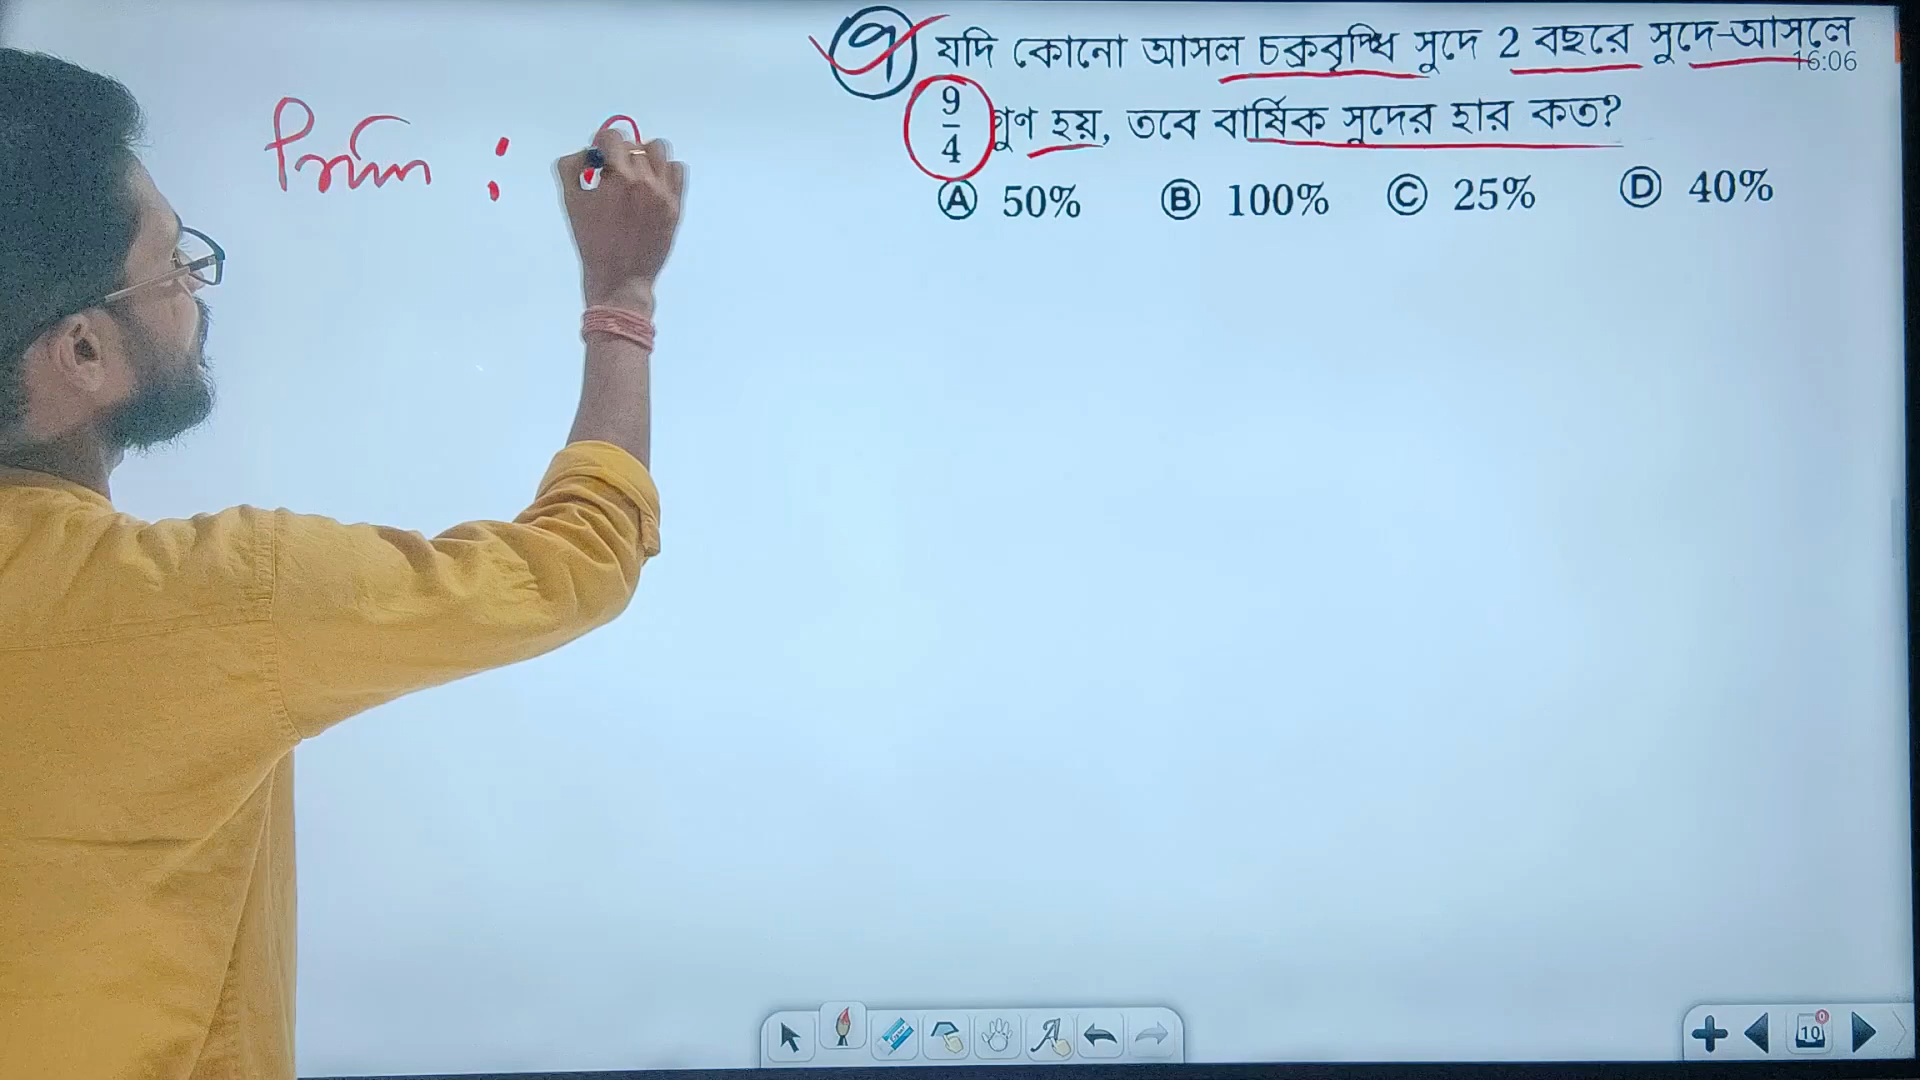 ৭ যদি কোনো আসল চক্রবৃদ্ধি সুদে 2 বছরে সুদে-আসলে
16:06
9/4 গুণ হয়, তবে বার্ষিক সুদের হার কত?
Ⓐ 50% Ⓑ 100% Ⓒ 25% Ⓓ 40%
Prin :
10